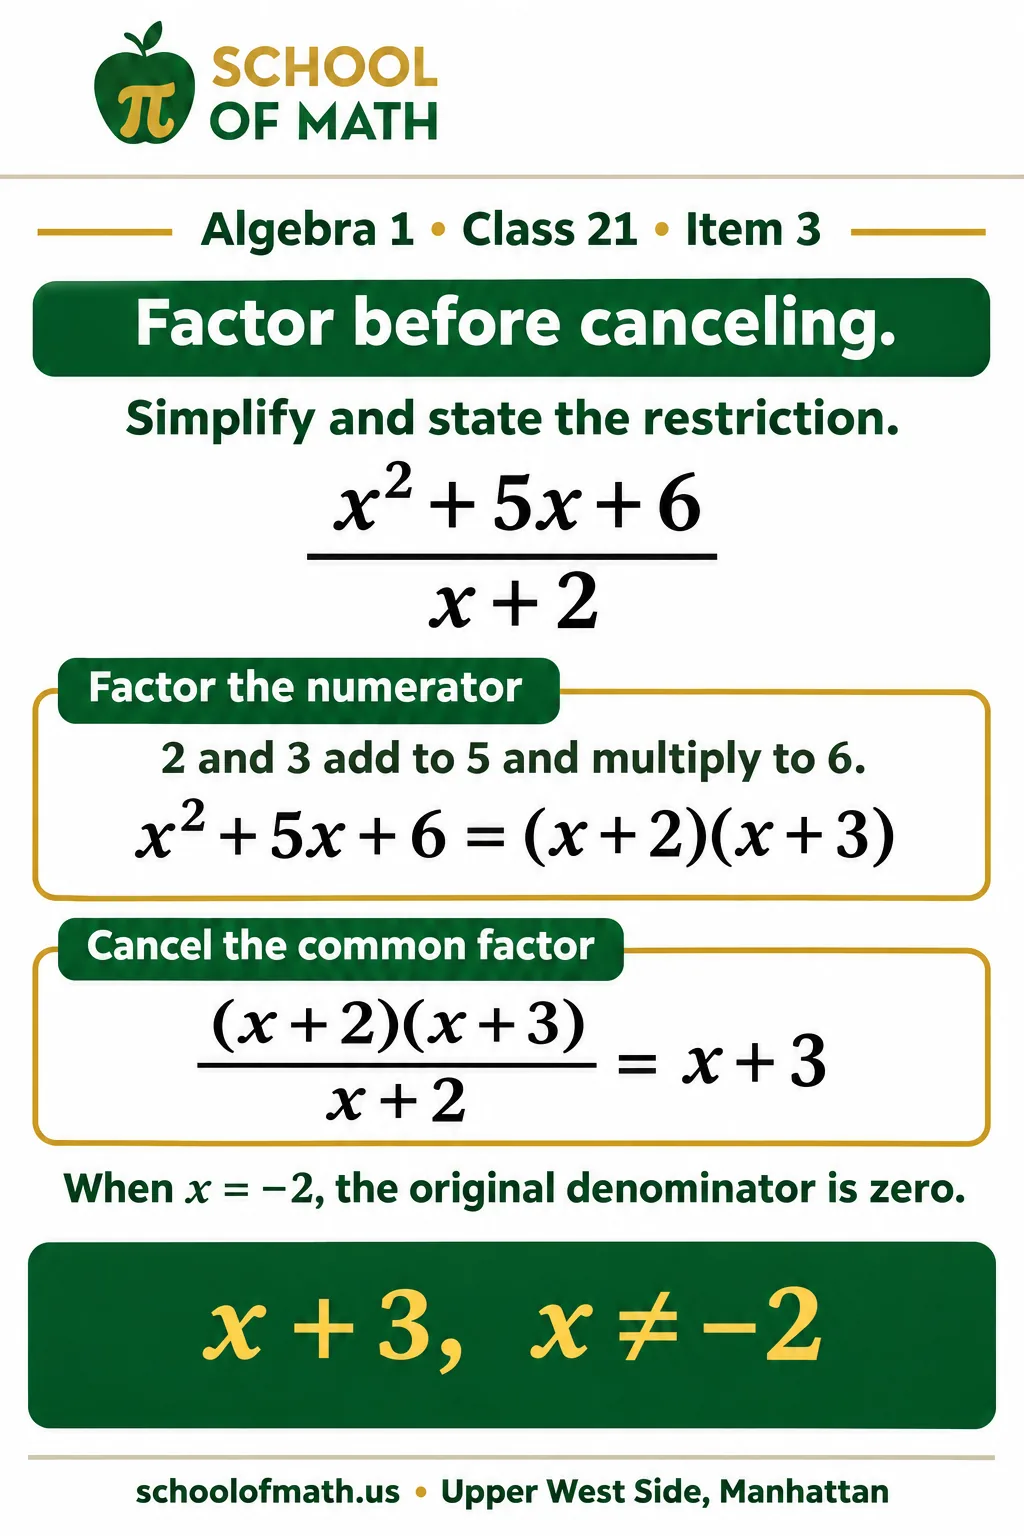 π
SCHOOL
OF MATH
Algebra 1 • Class 21 • Item 3
Factor before canceling.
Simplify and state the restriction.
x² + 5x + 6
x + 2
Factor the numerator
2 and 3 add to 5 and multiply to 6.
x² + 5x + 6 = (x + 2)(x + 3)
Cancel the common factor
(x + 2)(x + 3)
x + 2
= x + 3
When x = −2, the original denominator is zero.
x + 3, x ≠ −2
schoolofmath.us • Upper West Side, Manhattan